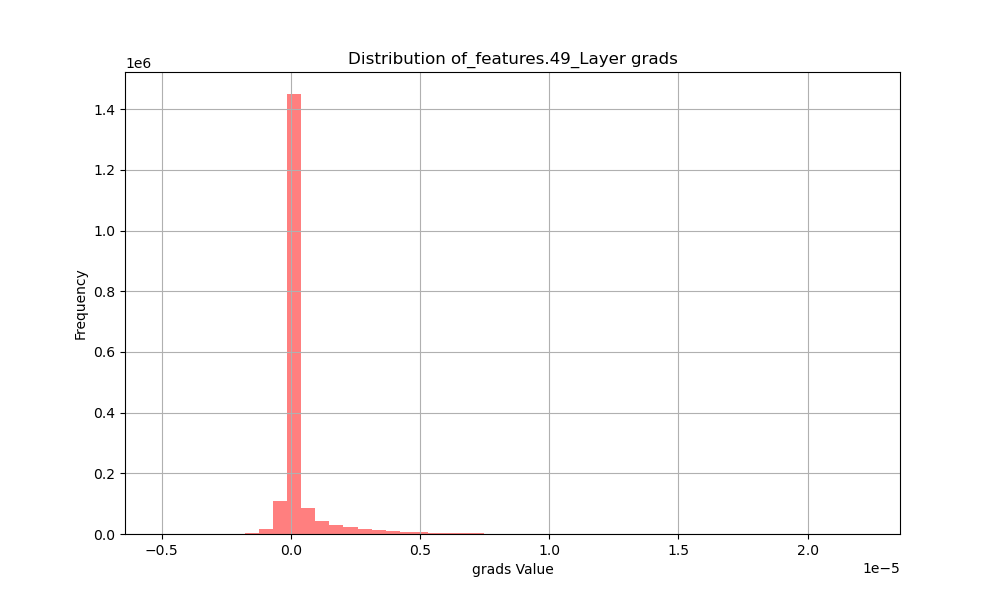 Distribution of_features.49_Layer grads
1e6
1.4
1.2
1.0
0.8
0.6
0.4
0.2
0.0
Frequency
−0.5 0.0 0.5 1.0 1.5 2.0
1e−5
grads Value